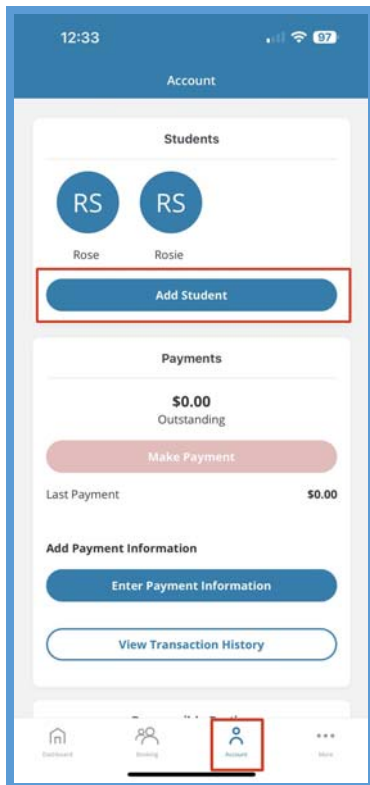 12:33
97
Account
Students
RS RS
Rose Rosie
Add Student
Payments
$0.00
Outstanding
Make Payment
Last Payment $0.00
Add Payment Information
Enter Payment Information
View Transaction History
Dashboard Booking Account More